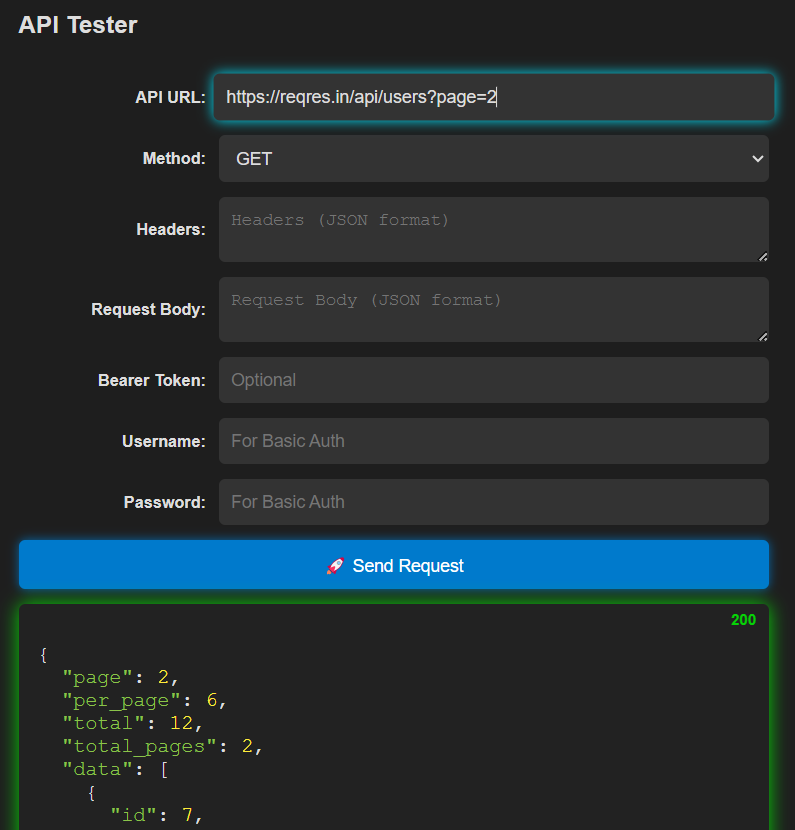 API Tester
API URL: https://reqres.in/api/users?page=2
Method: GET
Headers: Headers (JSON format)
Request Body: Request Body (JSON format)
Bearer Token: Optional
Username: For Basic Auth
Password: For Basic Auth
🚀 Send Request
200
{
"page": 2,
"per_page": 6,
"total": 12,
"total_pages": 2,
"data": [
{
"id": 7,